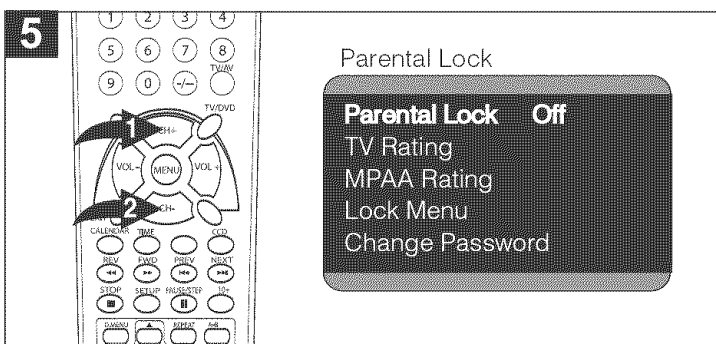 5
1 2 3 4
5 6 7 8
TV/AV
9 0 -/--
TV/DVD
1 CH+
VOL- MENU VOL+
2 CH-
CALENDAR TIME CCD
REV FWD PREV NEXT
STOP SETUP PAUSE/STEP 10+
D.MENU REPEAT A-B
Parental Lock
Parental Lock Off
TV Rating
MPAA Rating
Lock Menu
Change Password